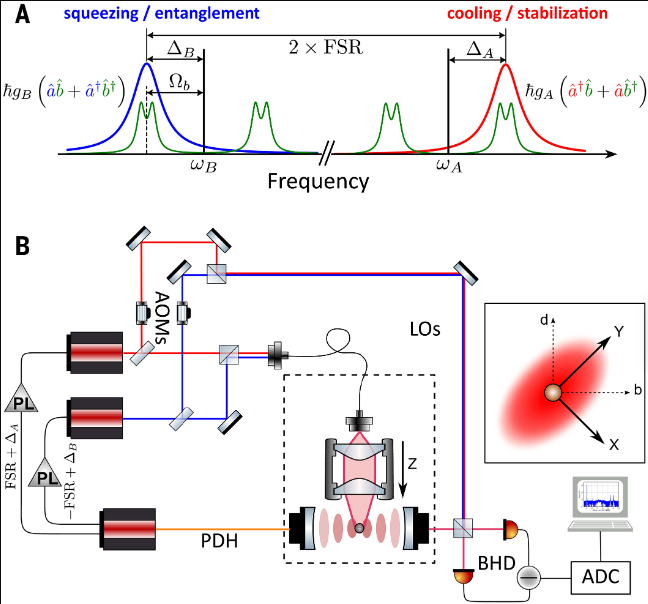 A
squeezing / entanglement
cooling / stabilization
2 × FSR
Δ_B
Δ_A
Ω_b
ħg_B (âb̂ + â†b̂†)
ħg_A (â†b̂ + âb̂†)
ω_B
ω_A
Frequency
B
AOMs
LOs
d
Y
b
X
PL
PL
FSR + Δ_A
−FSR + Δ_B
Z
PDH
BHD
ADC